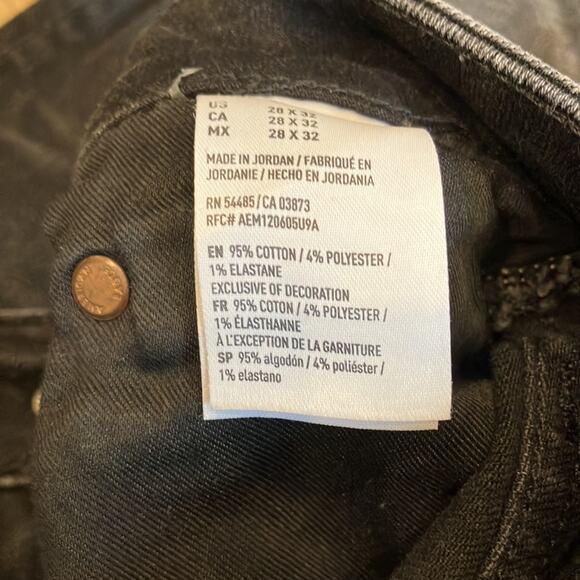 US 28 X 32
CA 28 X 32
MX 28 X 32
MADE IN JORDAN / FABRIQUÉ EN
JORDANIE / HECHO EN JORDANIA
RN 54485/CA 03873
RFC# AEM120605U9A
EN 95% COTTON / 4% POLYESTER /
1% ELASTANE
EXCLUSIVE OF DECORATION
FR 95% COTON / 4% POLYESTER /
1% ÉLASTHANNE
À L'EXCEPTION DE LA GARNITURE
SP 95% algodón / 4% poliéster /
1% elastano